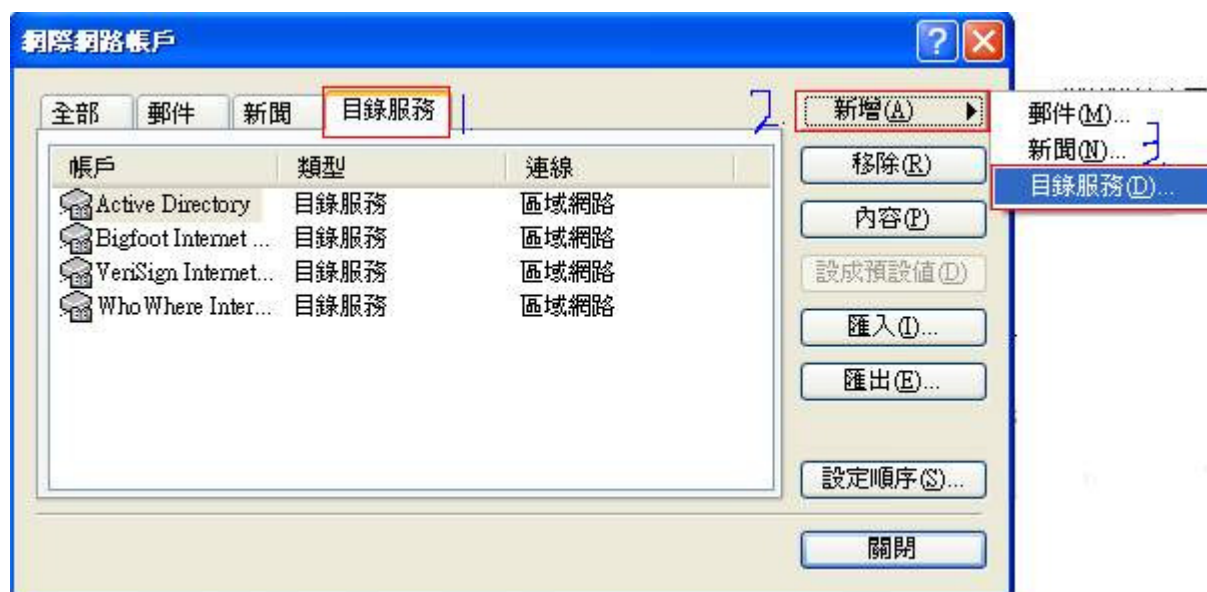 網際網路帳戶
全部 郵件 新聞 目錄服務 1. 2. 新增(A)
郵件(M)...
新聞(N)... 3.
目錄服務(D)...
帳戶 類型 連線
Active Directory 目錄服務 區域網路
Bigfoot Internet ... 目錄服務 區域網路
VeriSign Internet... 目錄服務 區域網路
WhoWhere Inter... 目錄服務 區域網路
移除(R)
內容(P)
設成預設值(D)
匯入(I)...
匯出(E)...
設定順序(S)...
關閉